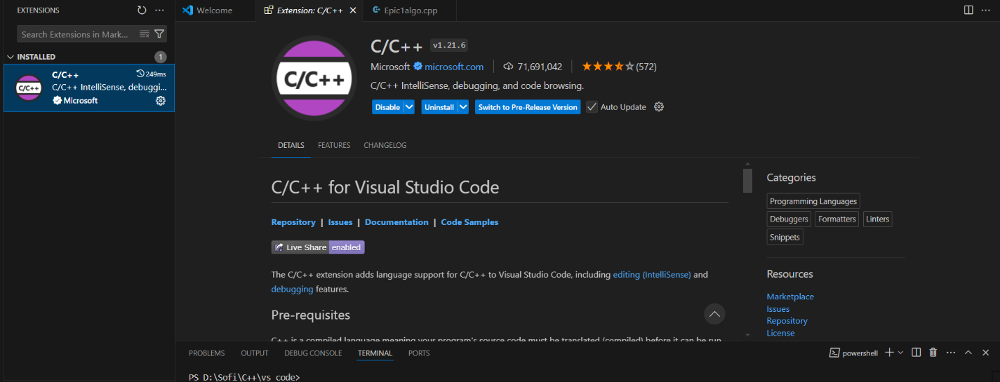 EXTENSIONS
Welcome
Extension: C/C++
Epic1algo.cpp
Search Extensions in Mark...
INSTALLED
1
C/C++
C/C++
249ms
C/C++ IntelliSense, debuggi...
Microsoft
C/C++
C/C++
v1.21.6
Microsoft
microsoft.com
71,691,042
(572)
C/C++ IntelliSense, debugging, and code browsing.
Disable
Uninstall
Switch to Pre-Release Version
Auto Update
DETAILS
FEATURES
CHANGELOG
C/C++ for Visual Studio Code
Repository | Issues | Documentation | Code Samples
Live Share enabled
The C/C++ extension adds language support for C/C++ to Visual Studio Code, including editing (IntelliSense) and
debugging features.
Pre-requisites
C++ is a compiled language meaning your program's source code must be translated (compiled) before it can be run
Categories
Programming Languages
Debuggers
Formatters
Linters
Snippets
Resources
Marketplace
Issues
Repository
License
PROBLEMS
OUTPUT
DEBUG CONSOLE
TERMINAL
PORTS
powershell
PS D:\Sofi\C++\vs code>